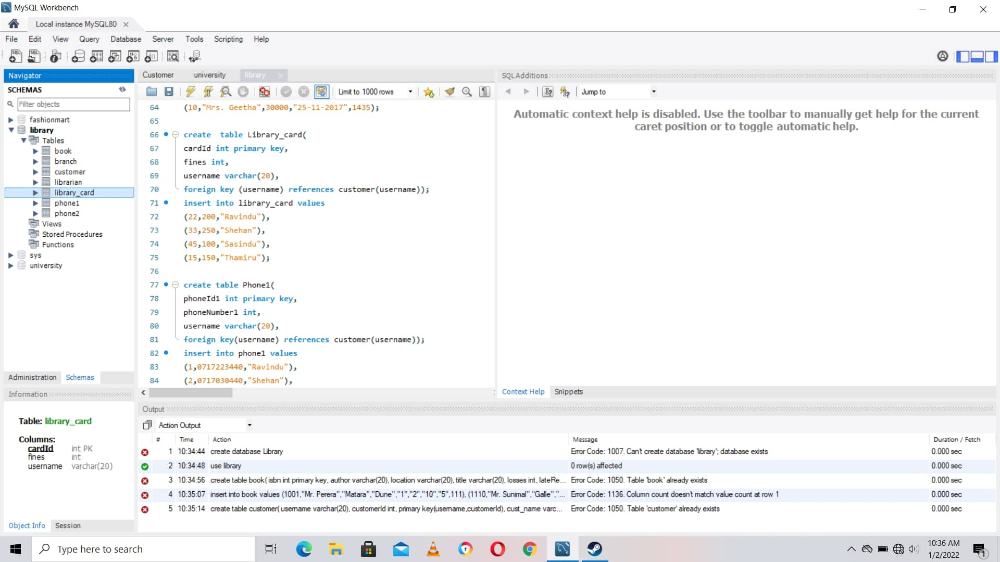 MySQL Workbench
Local instance MySQL80
File Edit View Query Database Server Tools Scripting Help
Navigator
SCHEMAS
Filter objects
fashionmart
library
Tables
book
branch
customer
librarian
library_card
phone1
phone2
Views
Stored Procedures
Functions
sys
university
Administration Schemas
Information
Table: library_card
Columns:
cardId int PK
fines int
username varchar(20)
Object Info Session
Customer university library
Limit to 1000 rows
64 (10,"Mrs. Geetha",30000,"25-11-2017",1435);
65
66 create  table Library_card(
67 cardId int primary key,
68 fines int,
69 username varchar(20),
70 foreign key (username) references customer(username));
71 insert into library_card values
72 (22,200,"Ravindu"),
73 (33,250,"Shehan"),
74 (45,100,"Sasindu"),
75 (15,150,"Thamiru");
76
77 create table Phone1(
78 phoneId1 int primary key,
79 phoneNumber1 int,
80 username varchar(20),
81 foreign key(username) references customer(username));
82 insert into phone1 values
83 (1,0717223440,"Ravindu"),
84 (2,0717030440,"Shehan"),
SQLAdditions
Jump to
Automatic context help is disabled. Use the toolbar to manually get help for the current
caret position or to toggle automatic help.
Context Help Snippets
Output
Action Output
# Time Action Message Duration / Fetch
1 10:34:44 create database Library Error Code: 1007. Can't create database 'library'; database exists 0.000 sec
2 10:34:48 use library 0 row(s) affected 0.000 sec
3 10:34:56 create table book( isbn int primary key, author varchar(20), location varchar(20), title varchar(20), losses int, lateRe... Error Code: 1050. Table 'book' already exists 0.000 sec
4 10:35:07 insert into book values (1001,"Mr. Perera","Matara","Dune","1","2","10","5",111), (1110,"Mr. Sunimal","Galle","... Error Code: 1136. Column count doesn't match value count at row 1 0.000 sec
5 10:35:14 create table customer( username varchar(20), customerId int, primary key(username,customerId), cust_name varc... Error Code: 1050. Table 'customer' already exists 0.000 sec
Type here to search
10:36 AM
1/2/2022
1